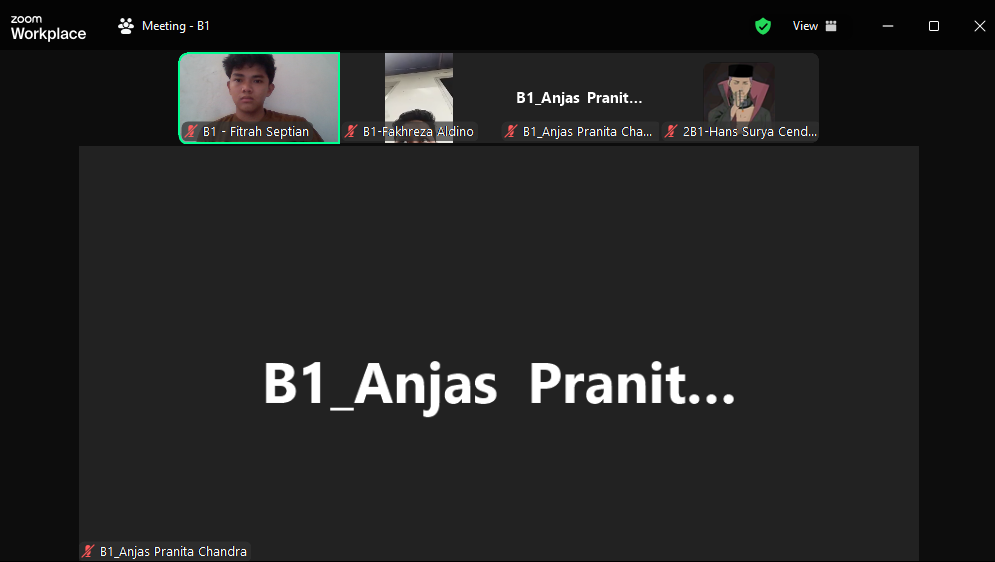 zoom
Workplace
Meeting - B1
View
B1_Anjas Pranit...
B1 - Fitrah Septian
B1-Fakhreza Aldino
B1_Anjas Pranita Cha...
2B1-Hans Surya Cend...
B1_Anjas Pranit...
B1_Anjas Pranita Chandra